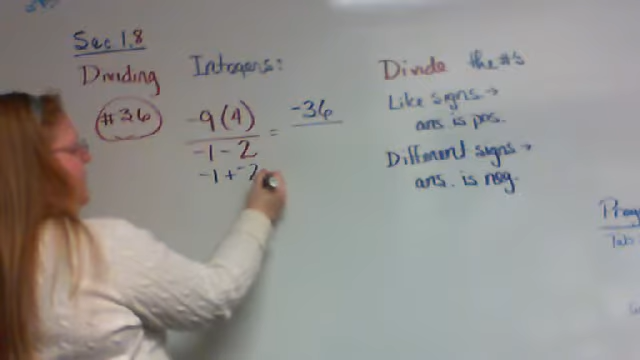 Sec 1.8
Dividing Integers:
#36
-9(4) = -36
-1-2
-1+-2
Divide the #s
Like signs →
ans. is pos.
Different signs →
ans. is neg.
Tab